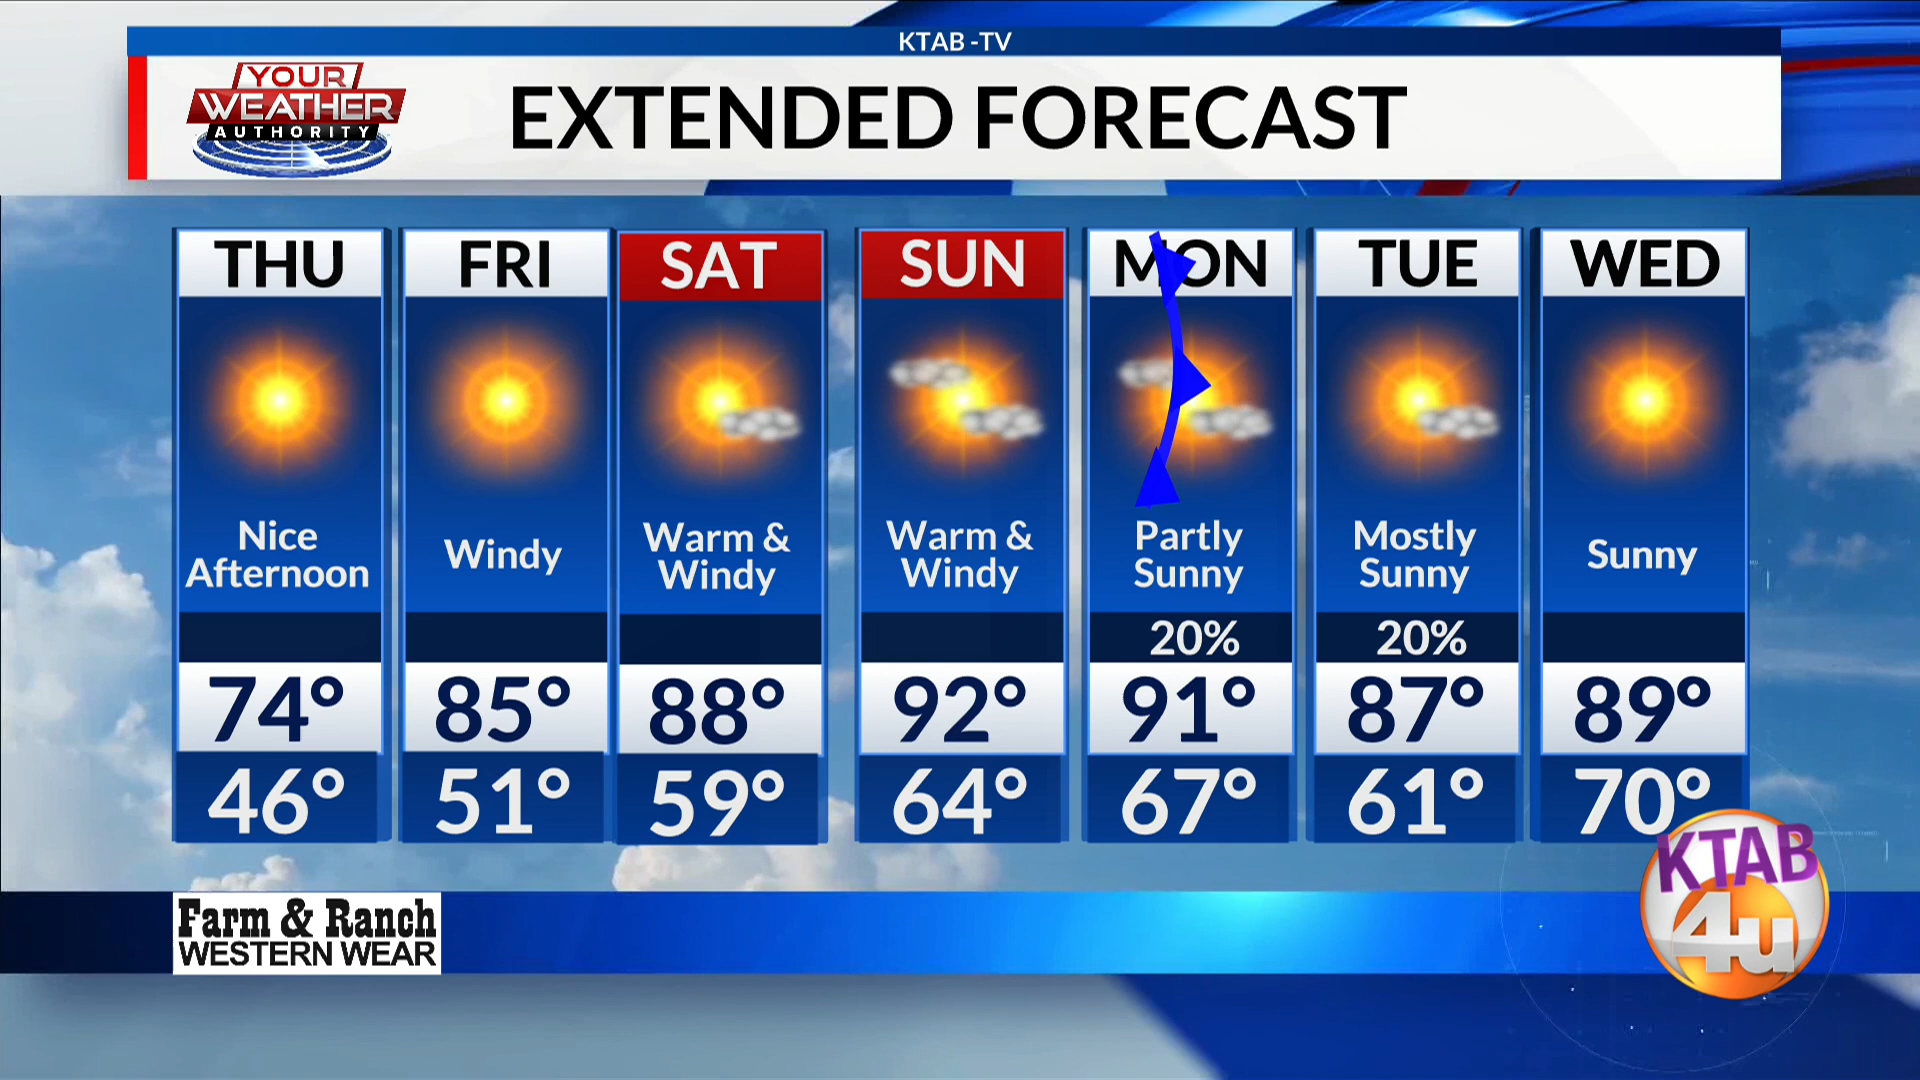 KTAB -TV
YOUR
WEATHER
AUTHORITY
EXTENDED FORECAST
THU
Nice
Afternoon
74°
46°
FRI
Windy
85°
51°
SAT
Warm &
Windy
88°
59°
SUN
Warm &
Windy
92°
64°
MON
Partly
Sunny
20%
91°
67°
TUE
Mostly
Sunny
20%
87°
61°
WED
Sunny
89°
70°
Farm & Ranch
WESTERN WEAR
KTAB
4u